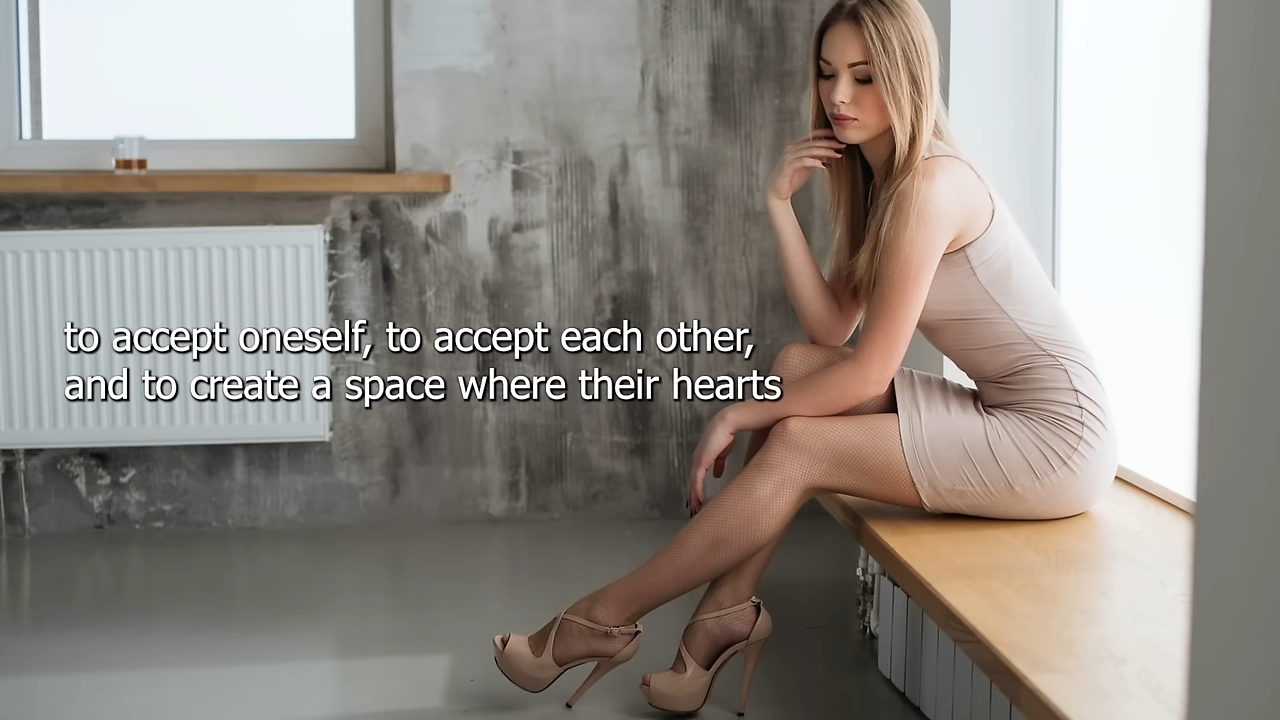 to accept oneself, to accept each other,
and to create a space where their hearts